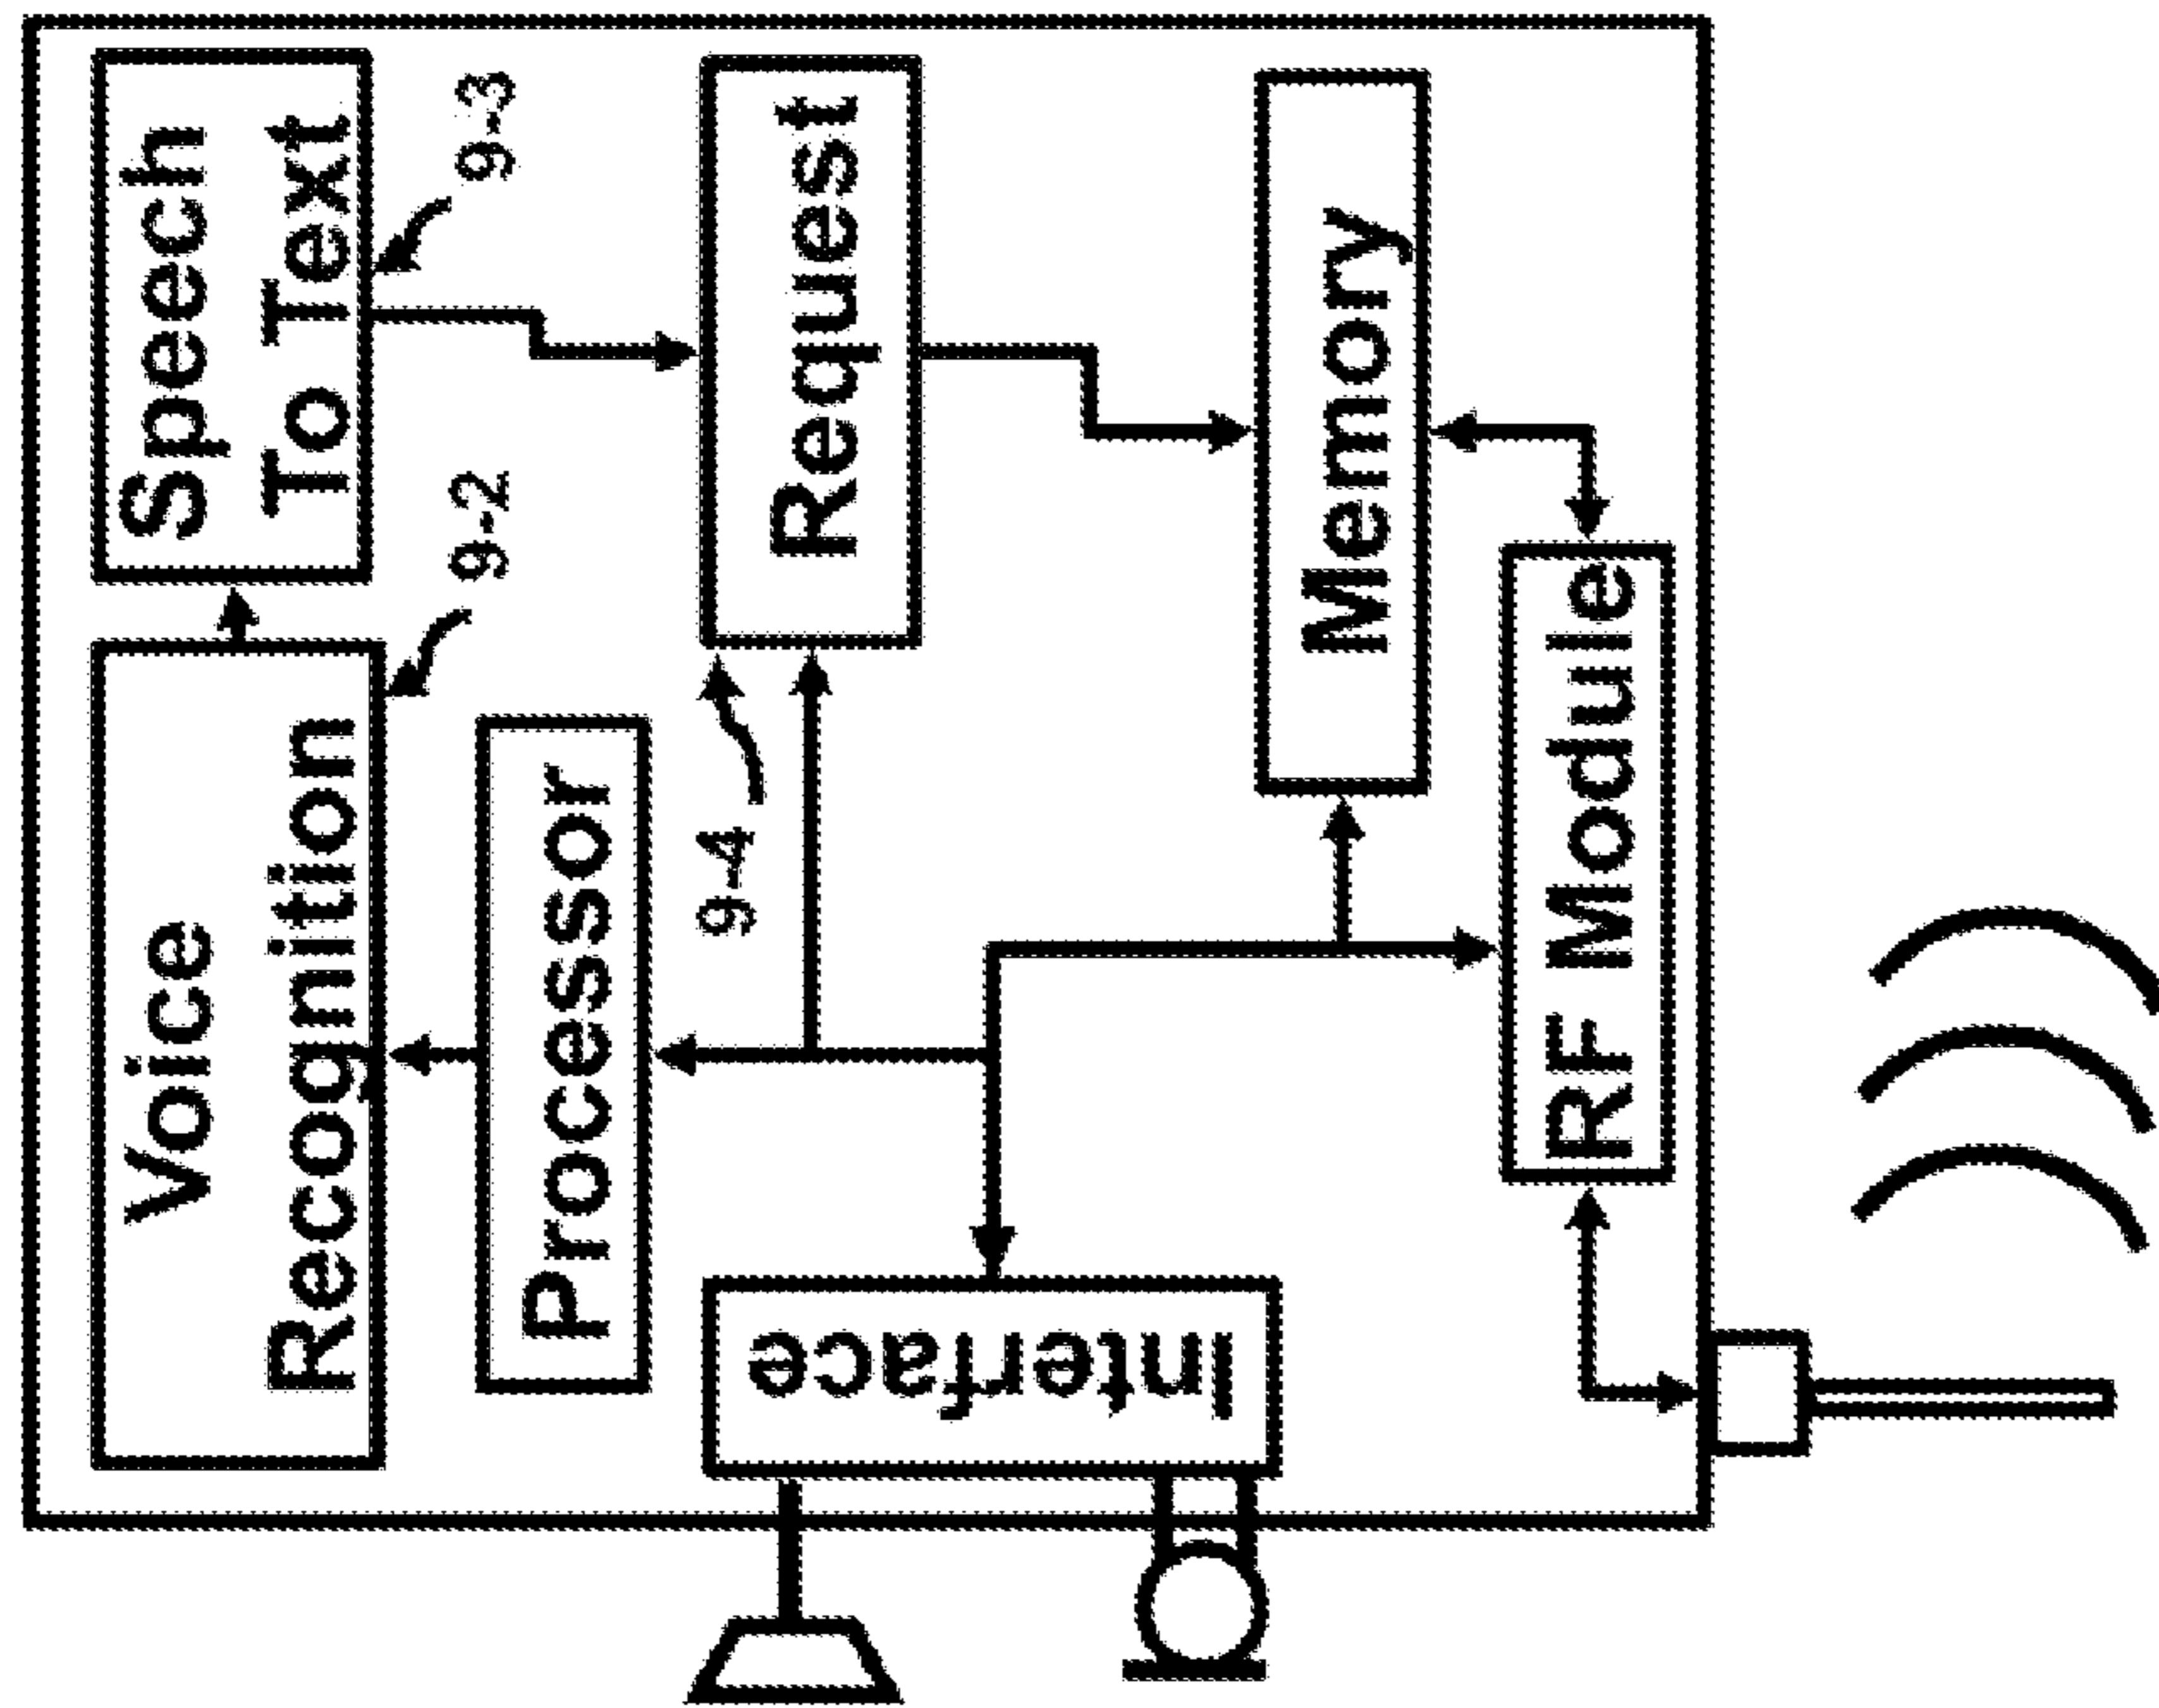 Voice
Recognition
Speech
To Text
9-2
9-3
Processor
9-4
Request
Interface
Memory
RF Module